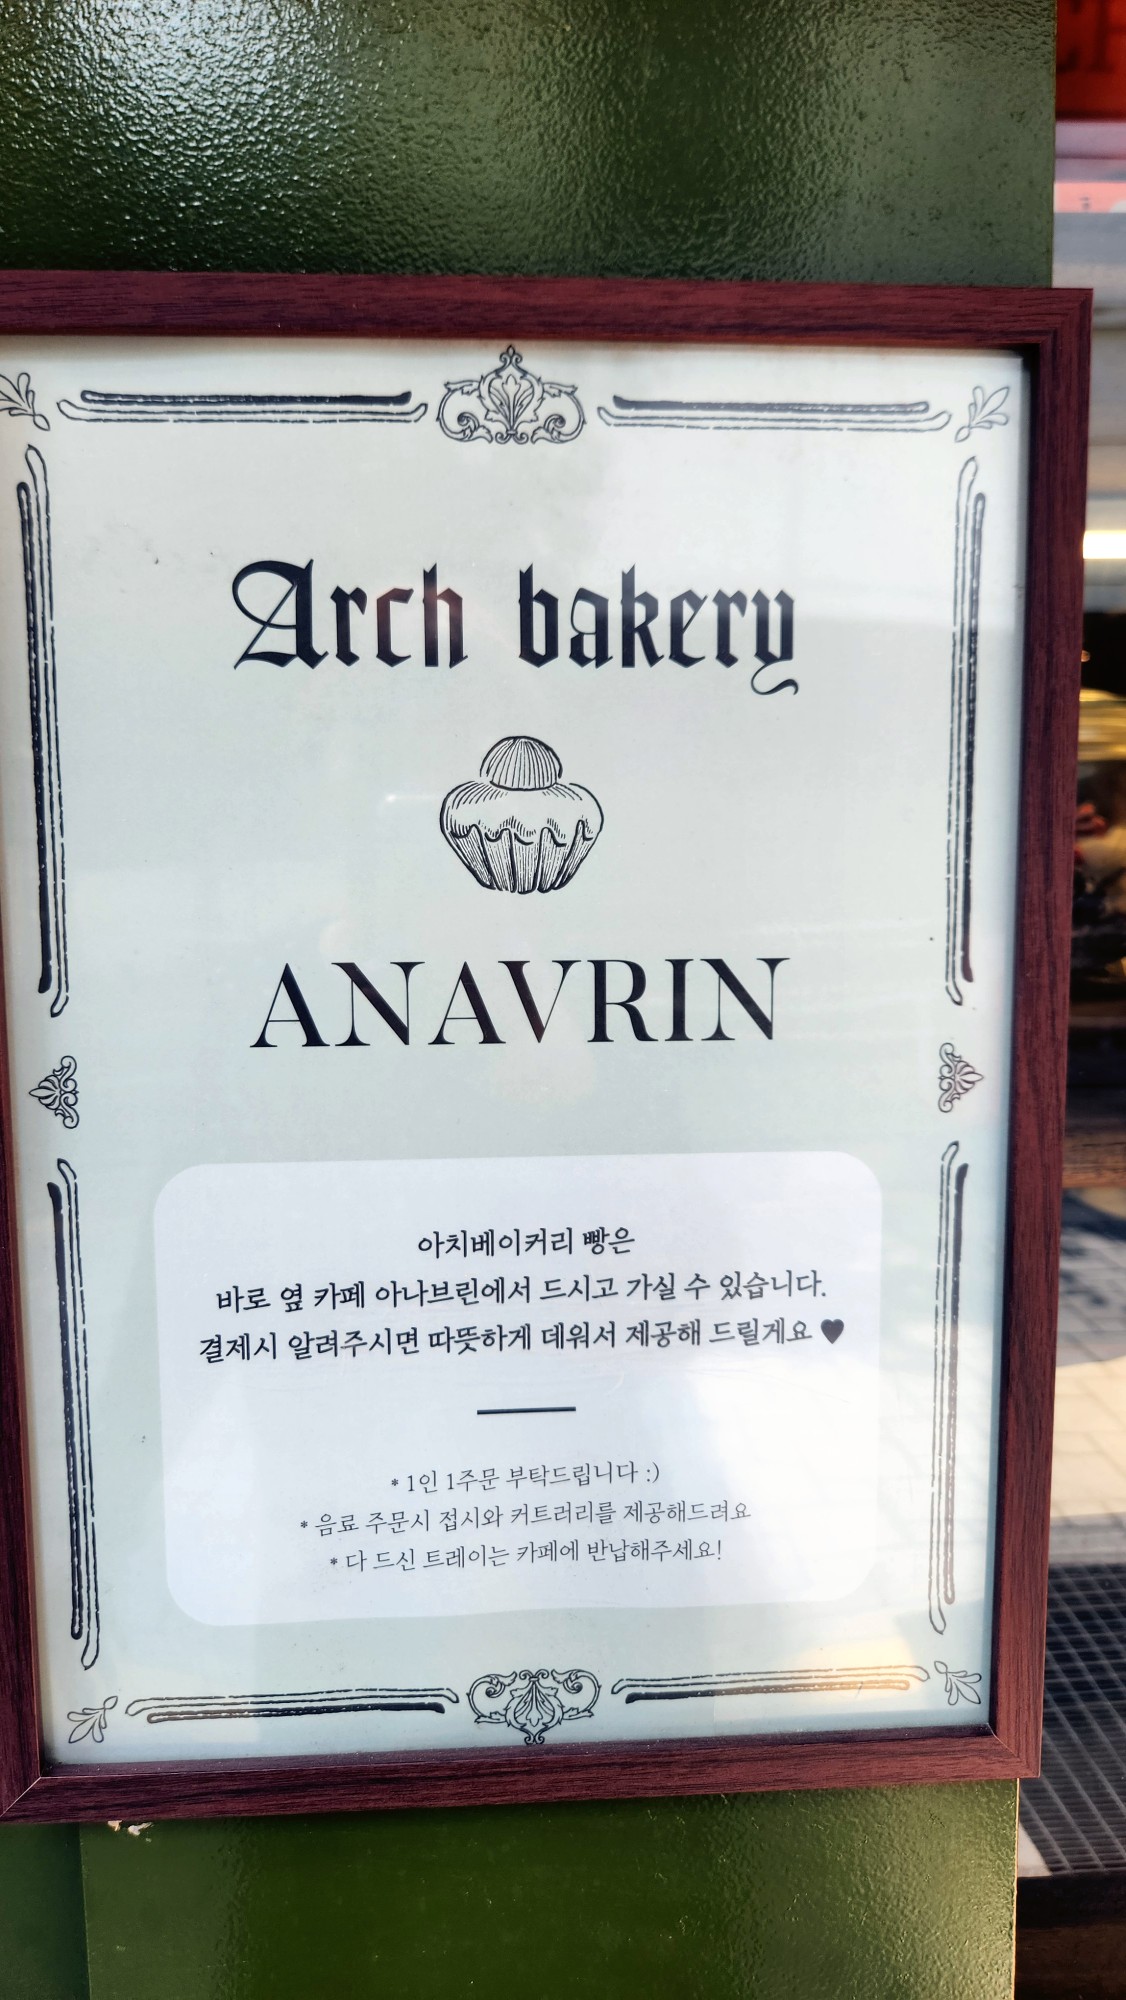 Arch bakery
ANAVRIN
아치베이커리 빵은
바로 옆 카페 아나브린에서 드시고 가실 수 있습니다.
결제시 알려주시면 따뜻하게 데워서 제공해 드릴게요 ♥
* 1인 1주문 부탁드립니다 :)
* 음료 주문시 접시와 커트러리를 제공해드려요
* 다 드신 트레이는 카페에 반납해주세요!